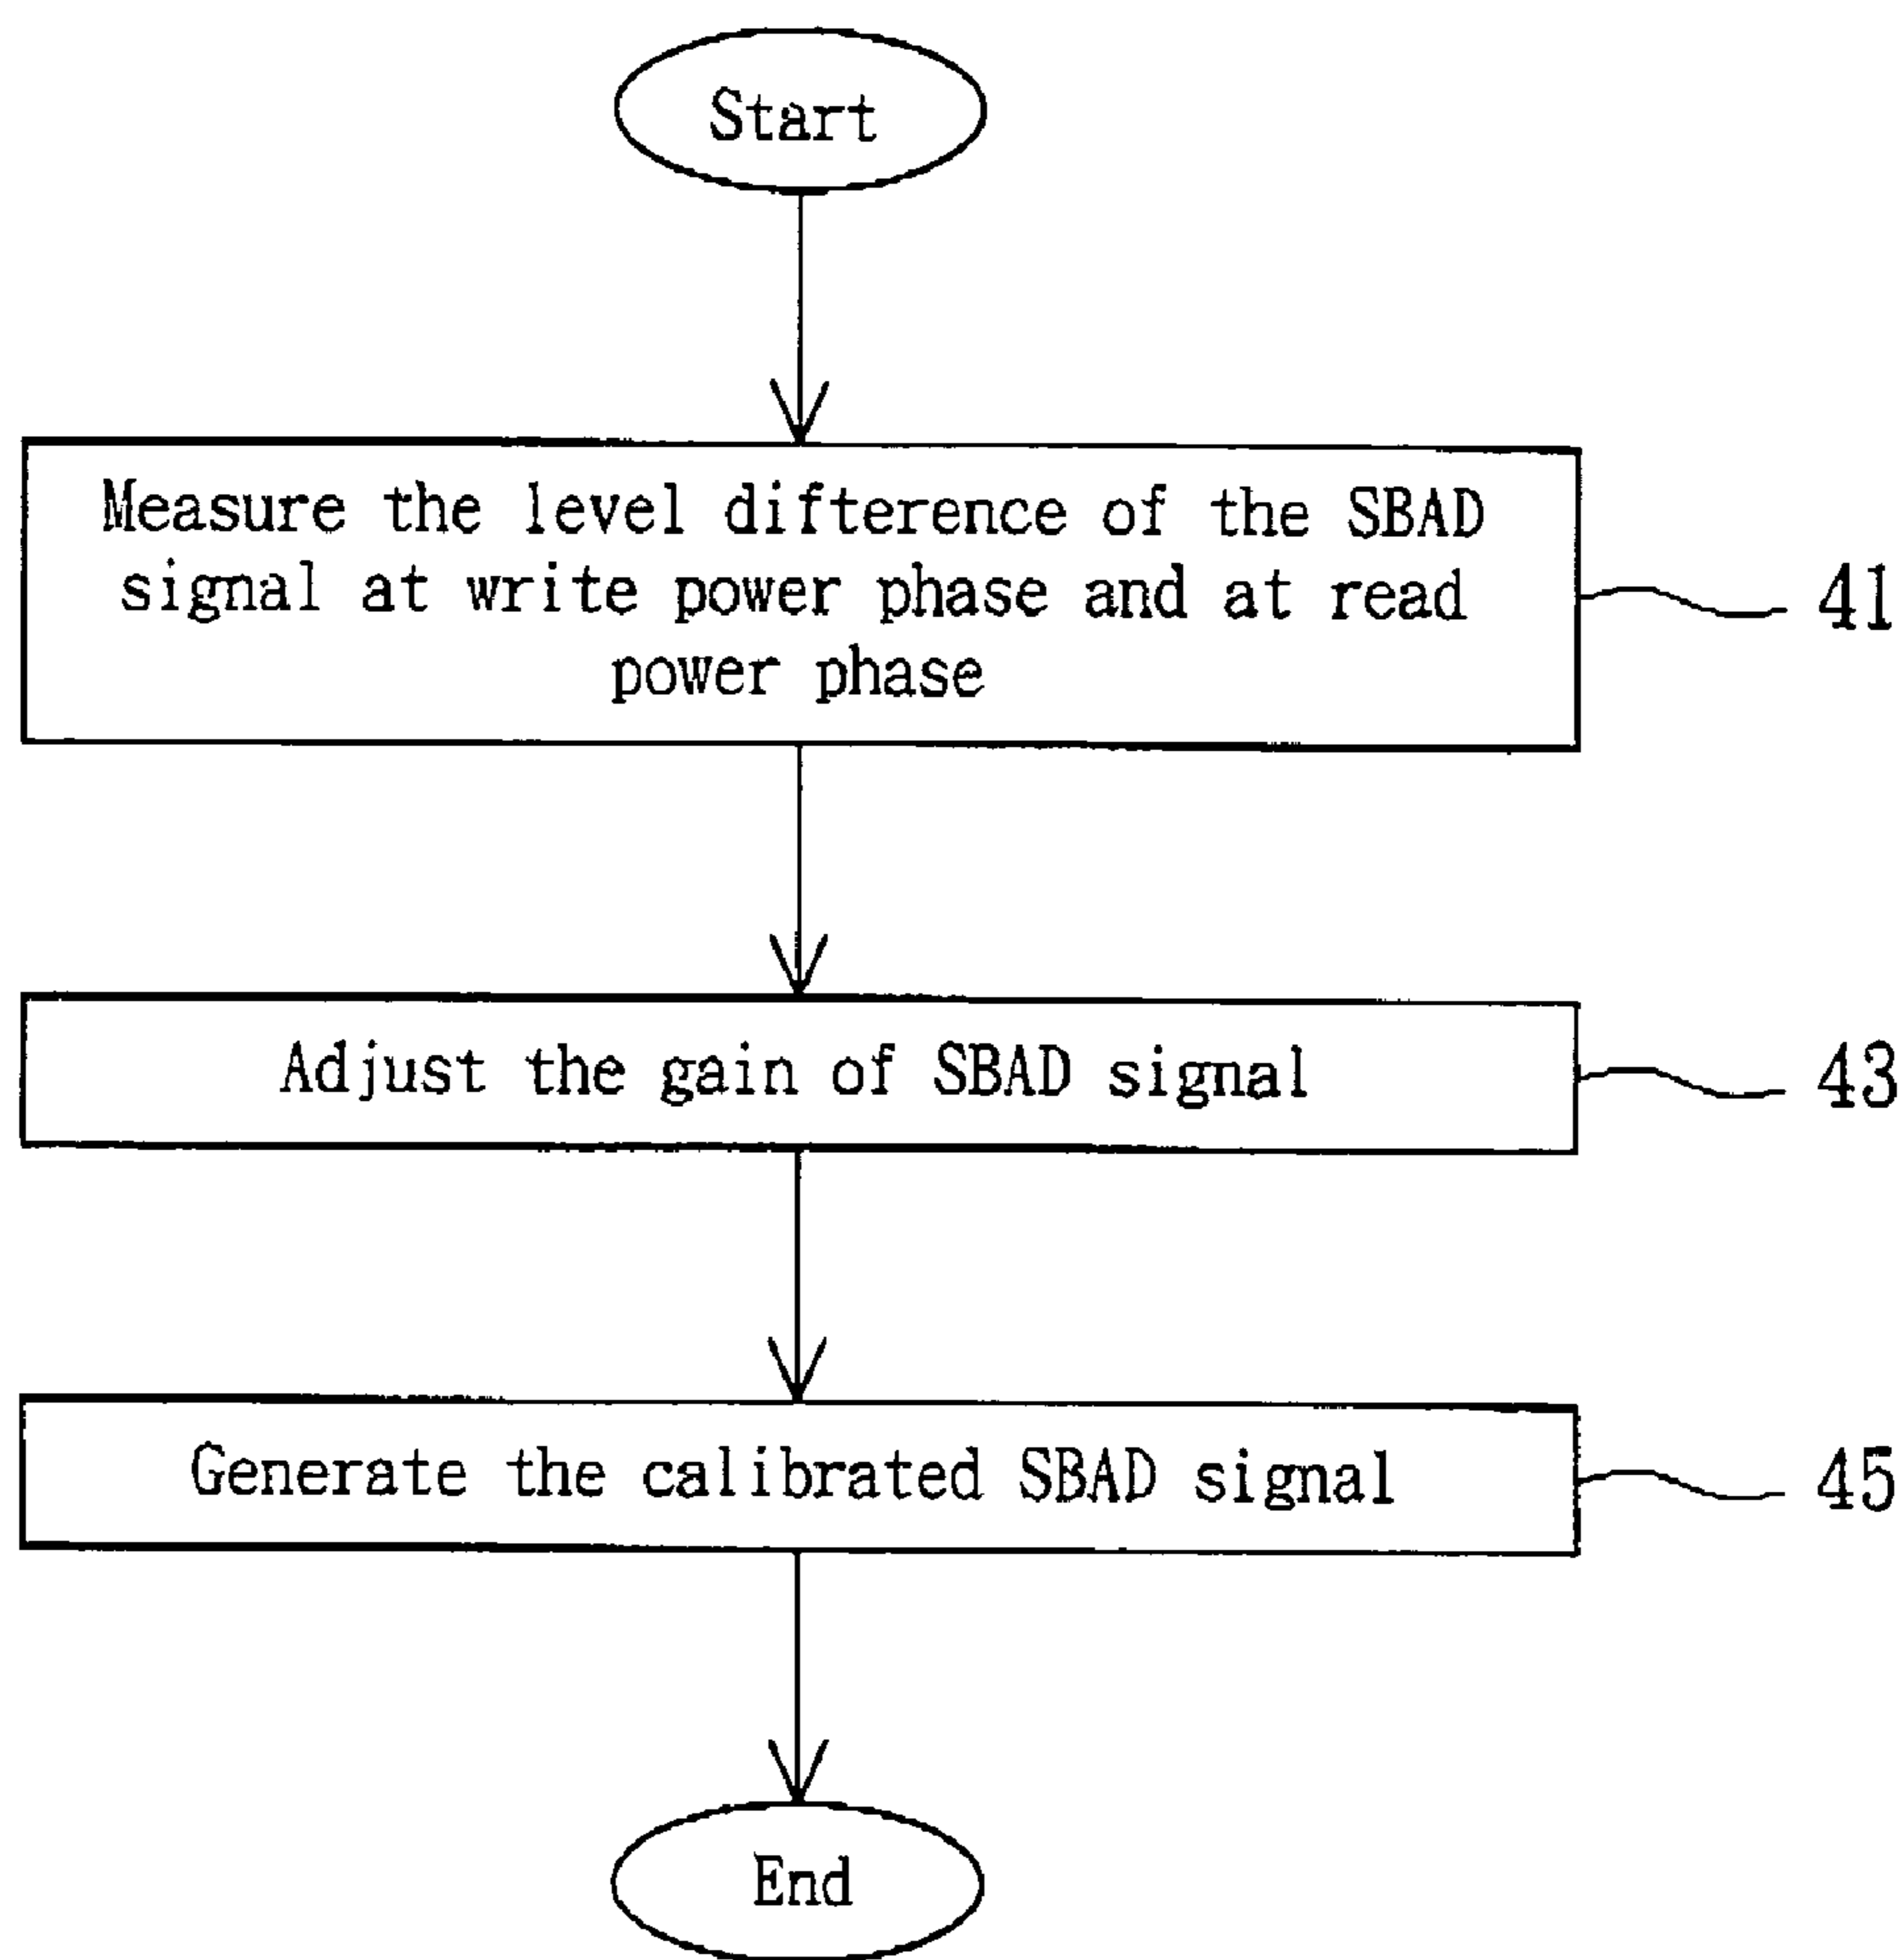 Start
Measure the level difterence of the SBAD
signal at write power phase and at read
power phase
41
Adjust the gain of SBAD signal
43
Generate the calibrated SBAD signal
45
End